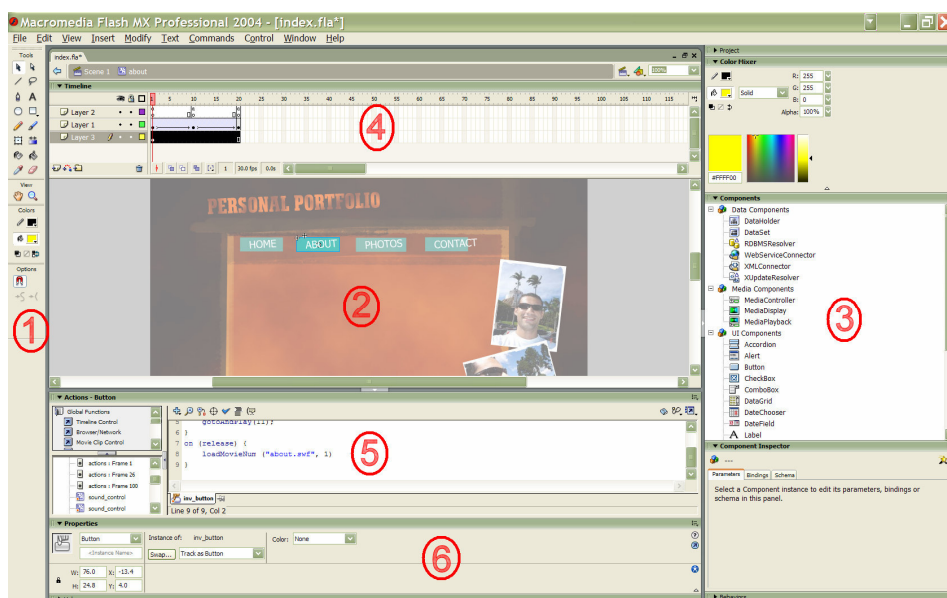 Macromedia Flash MX Professional 2004 - [index.fla*]
File Edit View Insert Modify Text Commands Control Window Help
Tools
View
Colors
Options
1
index.fla*
Scene 1 about
100%
Timeline
1 5 10 15 20 25 30 35 40 45 50 55 60 65 70 75 80 85 90 95 100 105 110 115
Layer 2
Layer 1
Layer 3
4
1 30.0 fps 0.0s
PERSONAL PORTFOLIO
HOME ABOUT PHOTOS CONTACT
2
Actions - Button
Global Functions
Timeline Control
Browser/Network
Movie Clip Control
actions : Frame 1
actions : Frame 26
actions : Frame 100
sound_control
sound_control
5 gotoAndPlay(11);
6 }
7 on (release) {
8 loadMovieNum ("about.swf", 1)
9 }
5
inv_button
Line 9 of 9, Col 2
Properties
Button
<Instance Name>
Instance of: inv_button
Swap... Track as Button
Color: None
W: 76.0 X: -13.4
H: 24.8 Y: 4.0
6
Project
Color Mixer
Solid
R: 255
G: 255
B: 0
Alpha: 100%
#FFFF00
Components
Data Components
DataHolder
DataSet
RDBMSResolver
WebServiceConnector
XMLConnector
XUpdateResolver
Media Components
MediaController
MediaDisplay
MediaPlayback
UI Components
Accordion
Alert
Button
CheckBox
ComboBox
DataGrid
DateChooser
DateField
A Label
3
Component Inspector
---
Parameters Bindings Schema
Select a Component instance to edit its parameters, bindings or
schema in this panel.
Behaviors